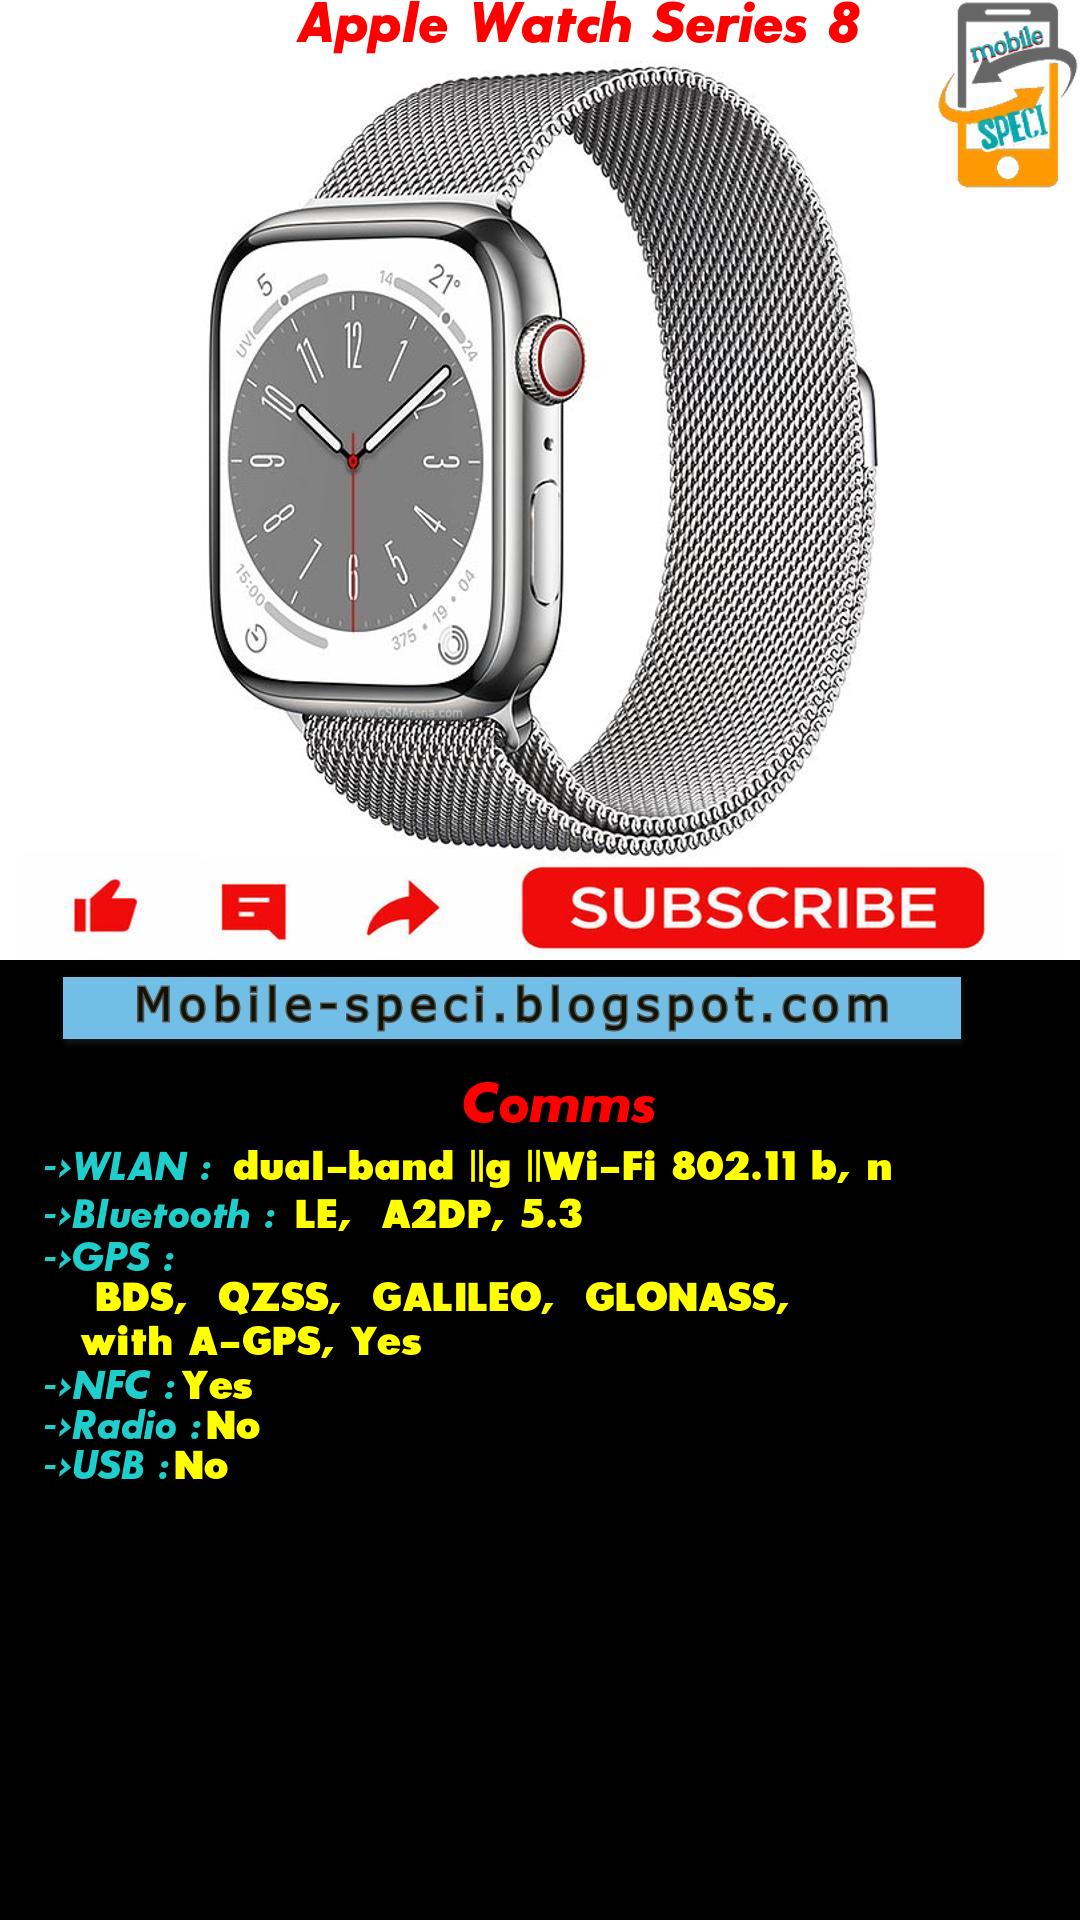 Apple Watch Series 8
mobile
SPECI
5
14
21°
UVI
24
12
11
1
10
2
9
3
8
4
7
5
6
15:00
375 • 19 • 04
www.GSMArena.com
SUBSCRIBE
Mobile-speci.blogspot.com
Comms
->WLAN : dual-band ||g ||Wi-Fi 802.11 b, n
->Bluetooth : LE, A2DP, 5.3
->GPS :
BDS, QZSS, GALILEO, GLONASS,
with A-GPS, Yes
->NFC : Yes
->Radio : No
->USB : No